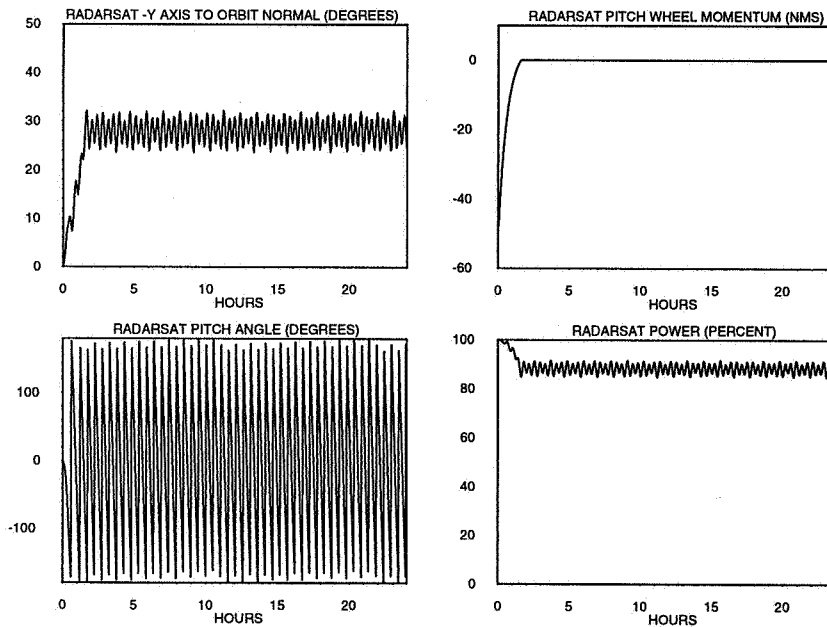 RADARSAT -Y AXIS TO ORBIT NORMAL (DEGREES)
50
40
30
20
10
0
0 5 10 15 20
HOURS
RADARSAT PITCH WHEEL MOMENTUM (NMS)
0
-20
-40
-60
0 5 10 15 20
HOURS
RADARSAT PITCH ANGLE (DEGREES)
100
0
-100
0 5 10 15 20
HOURS
RADARSAT POWER (PERCENT)
100
80
60
40
20
0
0 5 10 15 20
HOURS